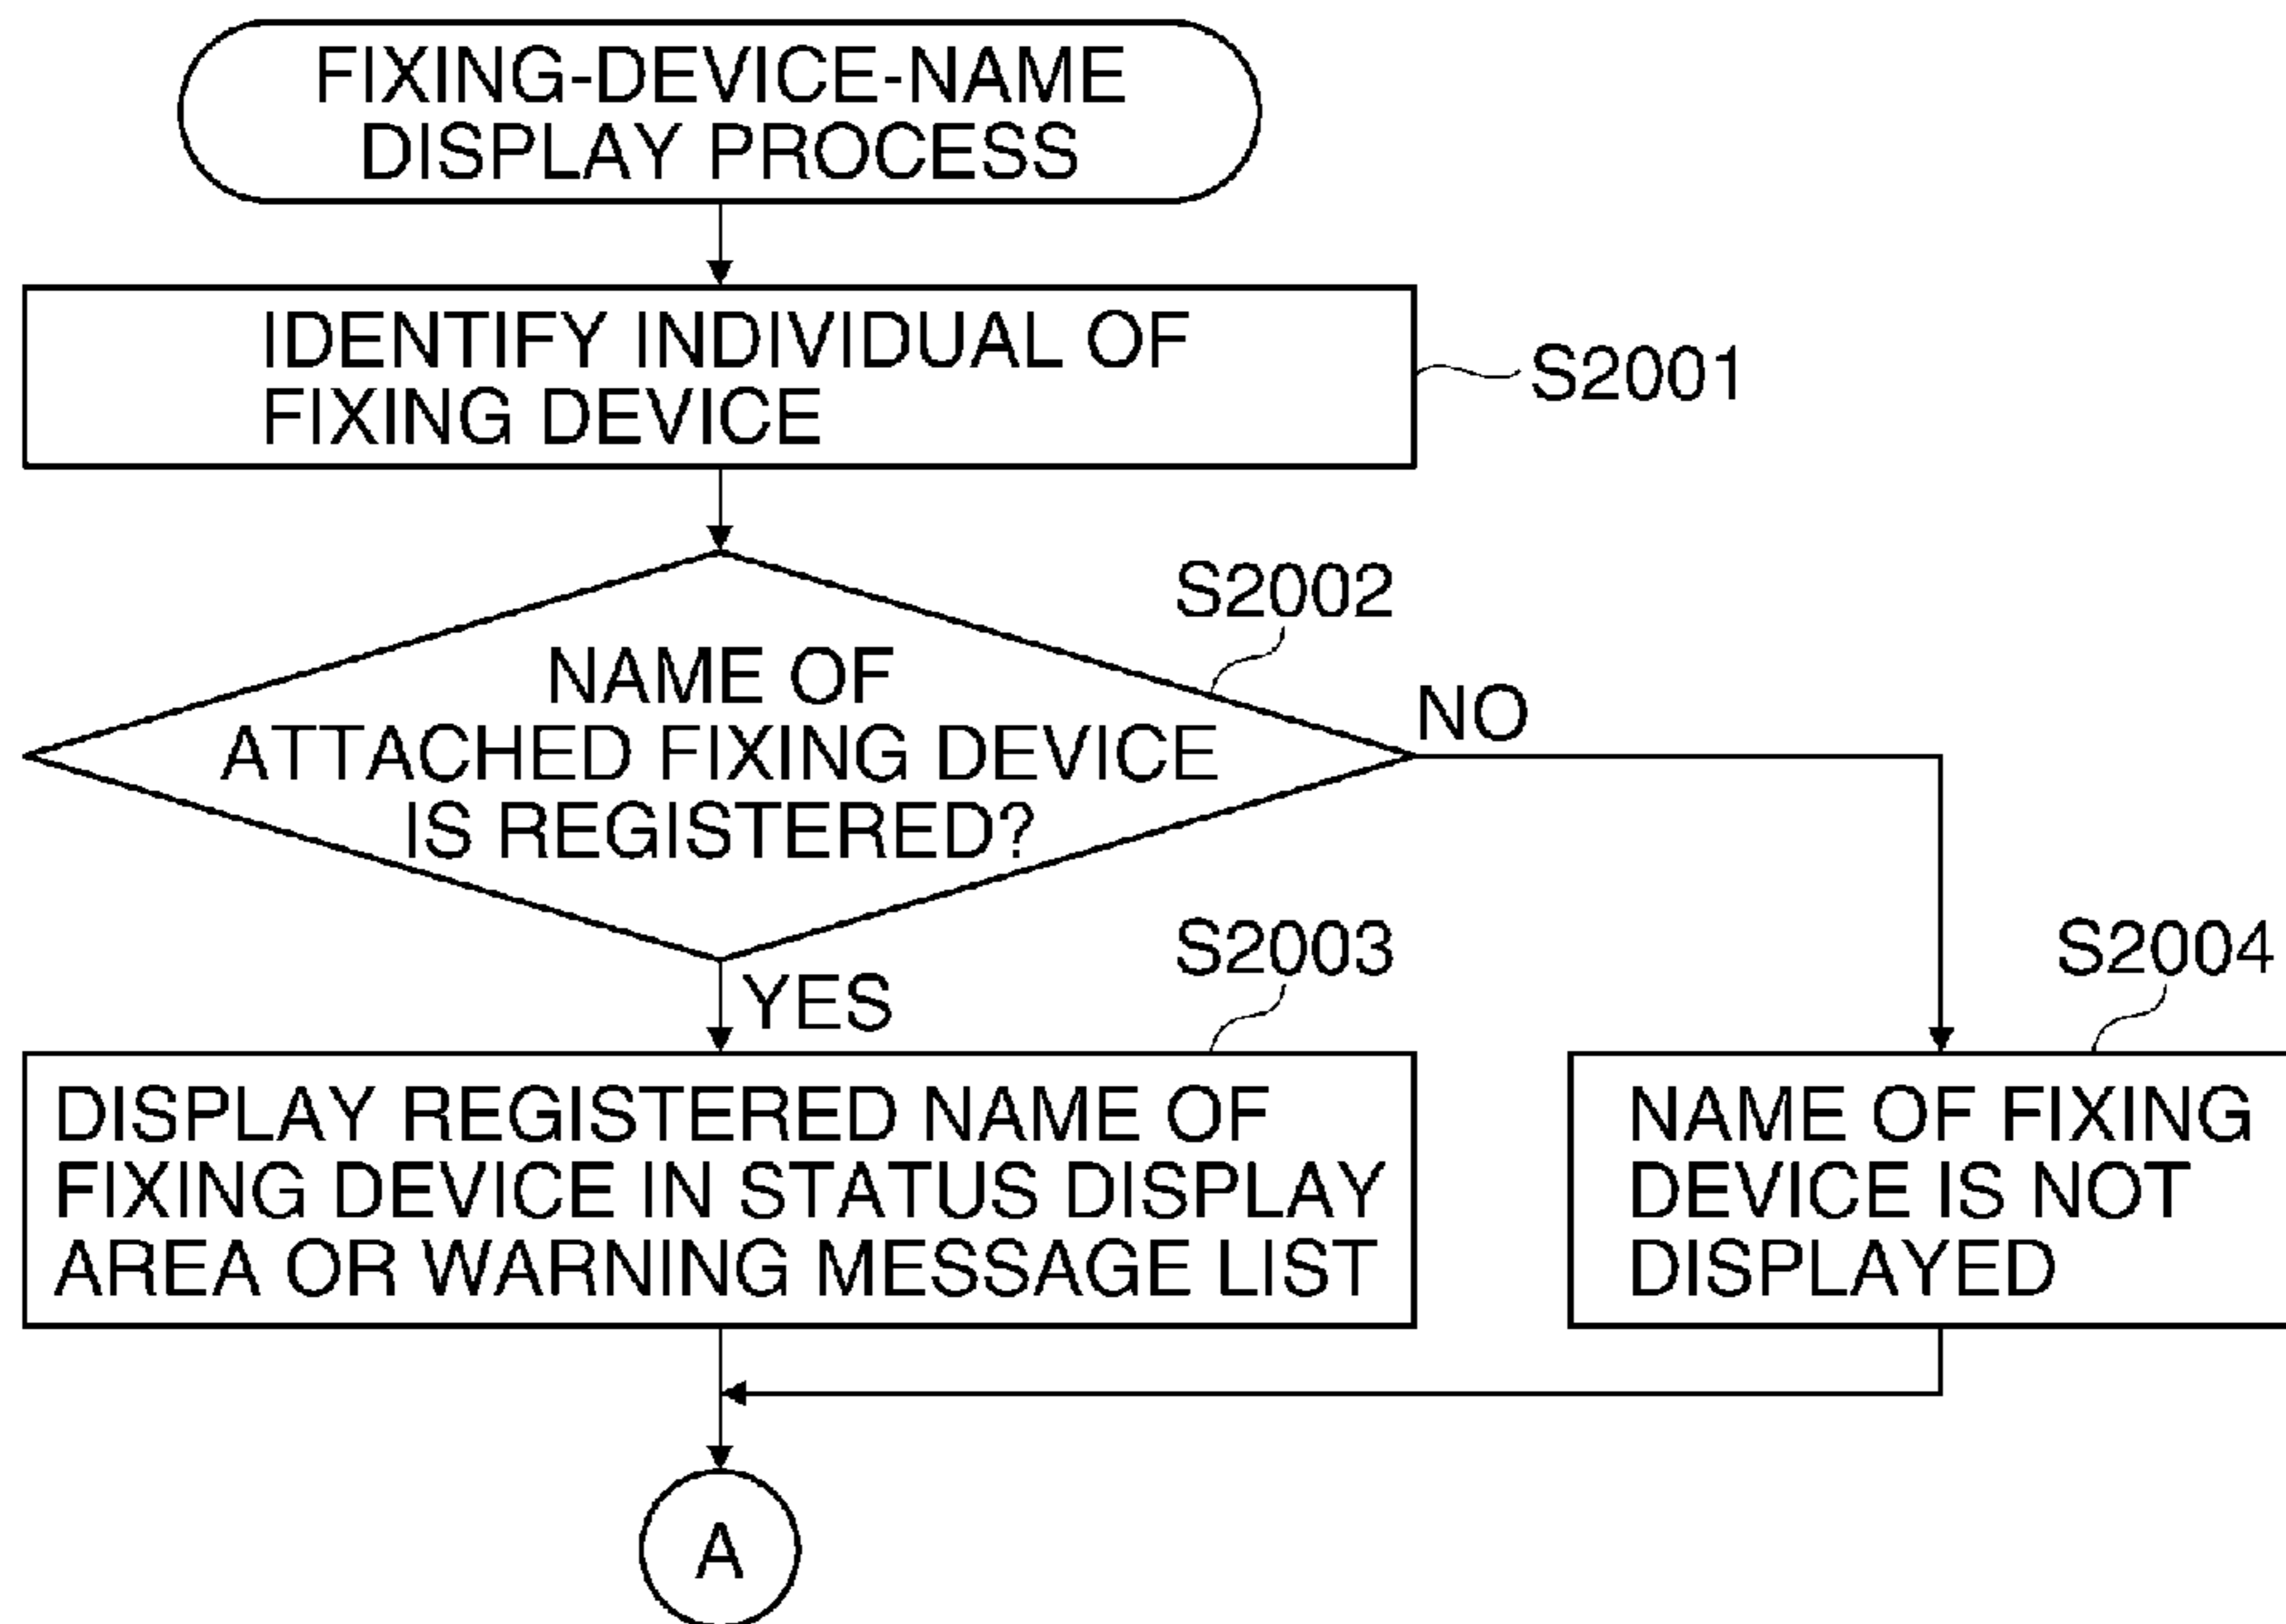 FIXING-DEVICE-NAME
DISPLAY PROCESS
IDENTIFY INDIVIDUAL OF
FIXING DEVICE
S2001
S2002
NAME OF
ATTACHED FIXING DEVICE
IS REGISTERED?
NO
YES
S2003
DISPLAY REGISTERED NAME OF
FIXING DEVICE IN STATUS DISPLAY
AREA OR WARNING MESSAGE LIST
S2004
NAME OF FIXING
DEVICE IS NOT
DISPLAYED
A